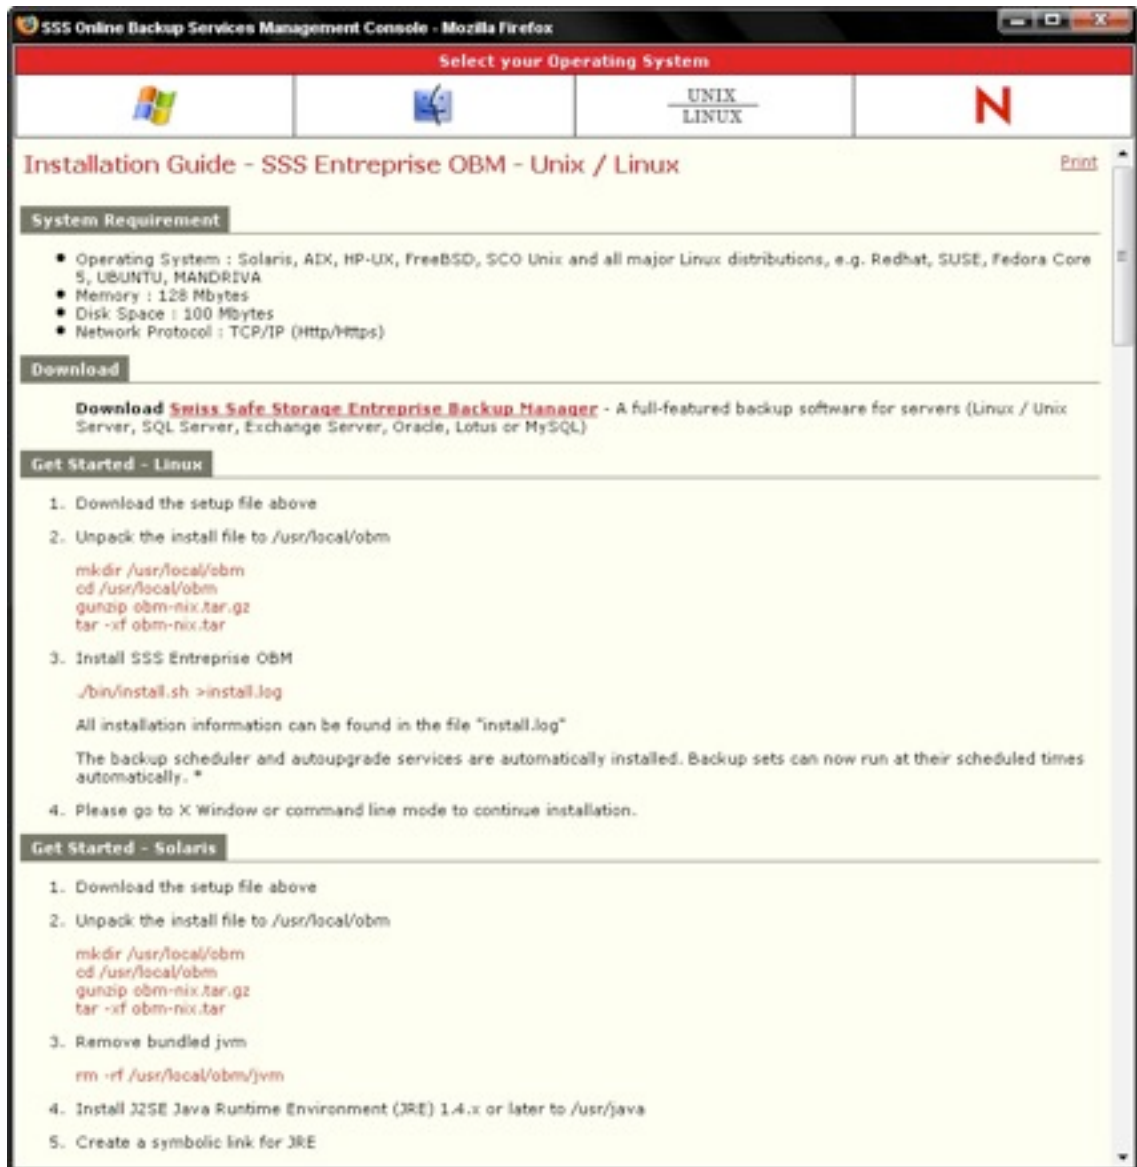 SSS Online Backup Services Management Console - Mozilla Firefox
Select your Operating System
UNIX
LINUX
N
Installation Guide - SSS Entreprise OBM - Unix / Linux
Print
System Requirement
Operating System : Solaris, AIX, HP-UX, FreeBSD, SCO Unix and all major Linux distributions, e.g. Redhat, SUSE, Fedora Core
5, UBUNTU, MANDRIVA
Memory : 128 Mbytes
Disk Space : 100 Mbytes
Network Protocol : TCP/IP (Http/Https)
Download
Download Swiss Safe Storage Entreprise Backup Manager - A full-featured backup software for servers (Linux / Unix
Server, SQL Server, Exchange Server, Oracle, Lotus or MySQL)
Get Started - Linux
1. Download the setup file above
2. Unpack the install file to /usr/local/obm
mkdir /usr/local/obm
cd /usr/local/obm
gunzip obm-nix.tar.gz
tar -xf obm-nix.tar
3. Install SSS Entreprise OBM
./bin/install.sh >install.log
All installation information can be found in the file "install.log"
The backup scheduler and autoupgrade services are automatically installed. Backup sets can now run at their scheduled times
automatically. *
4. Please go to X Window or command line mode to continue installation.
Get Started - Solaris
1. Download the setup file above
2. Unpack the install file to /usr/local/obm
mkdir /usr/local/obm
cd /usr/local/obm
gunzip obm-nix.tar.gz
tar -xf obm-nix.tar
3. Remove bundled jvm
rm -rf /usr/local/obm/jvm
4. Install J2SE Java Runtime Environment (JRE) 1.4.x or later to /usr/java
5. Create a symbolic link for JRE